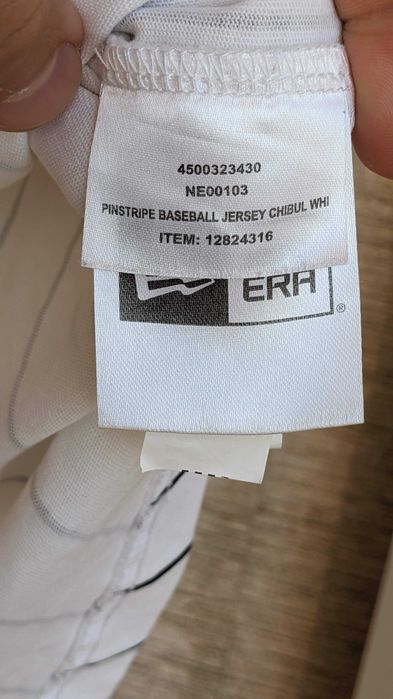 4500323430
NE00103
PINSTRIPE BASEBALL JERSEY CHIBUL WHI
ITEM: 12824316
ERA
®